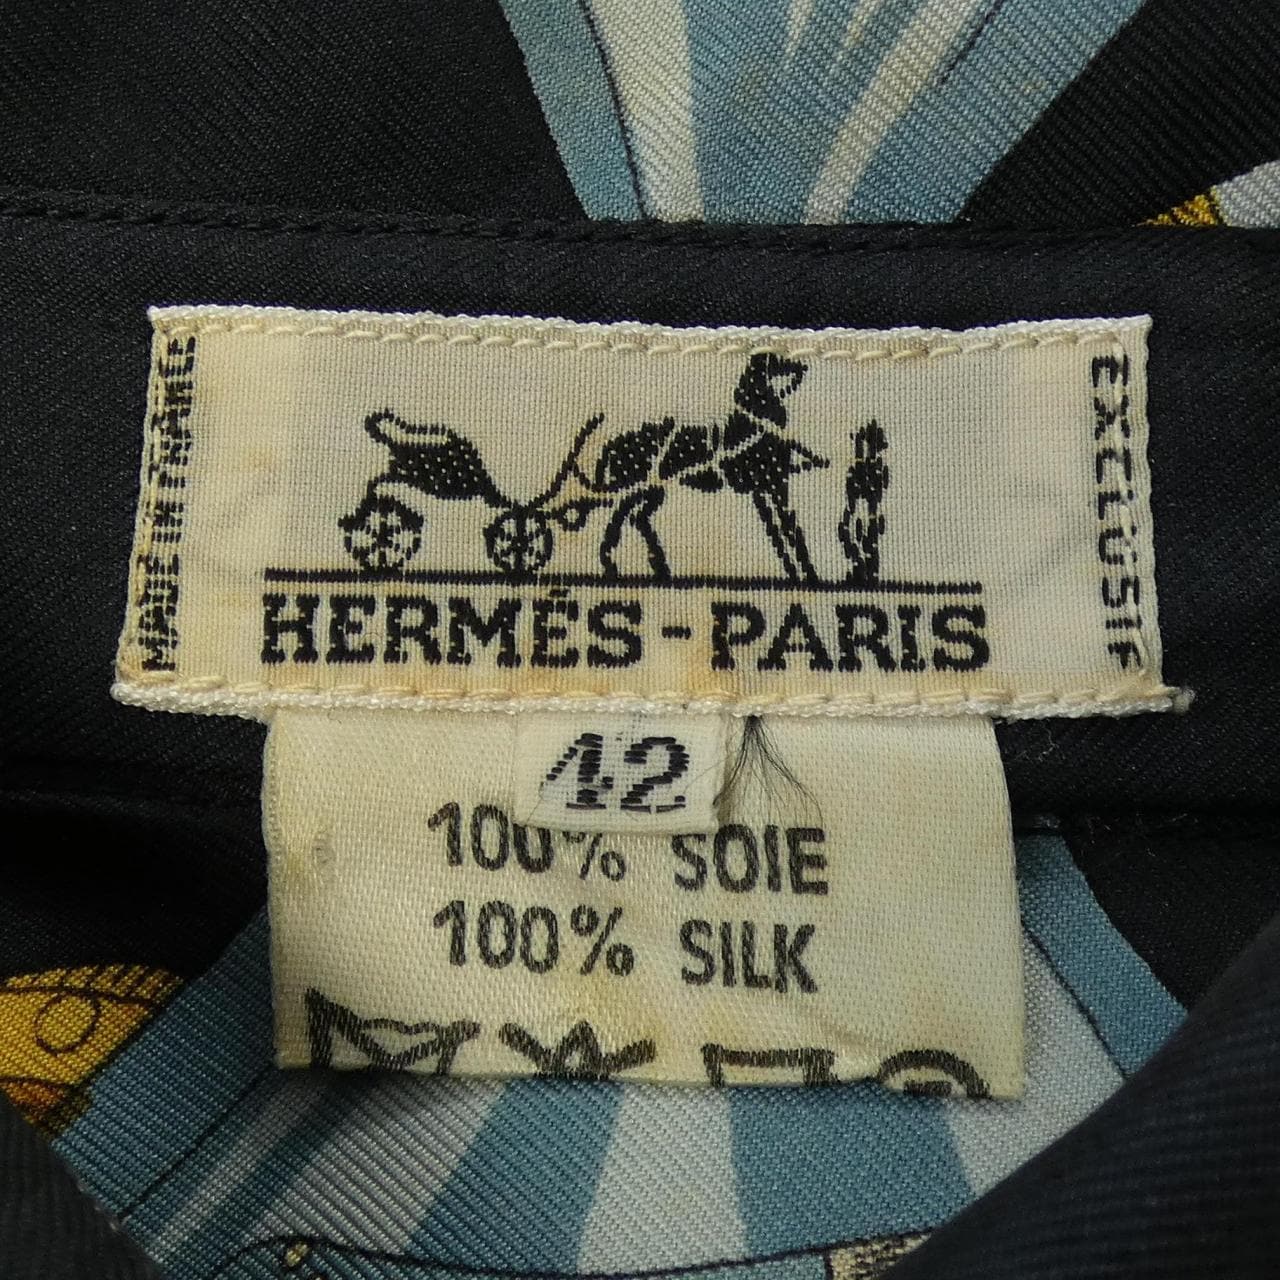 MADE IN FRANCE
EXCLUSIF
HERMÈS-PARIS
42
100% SOIE
100% SILK